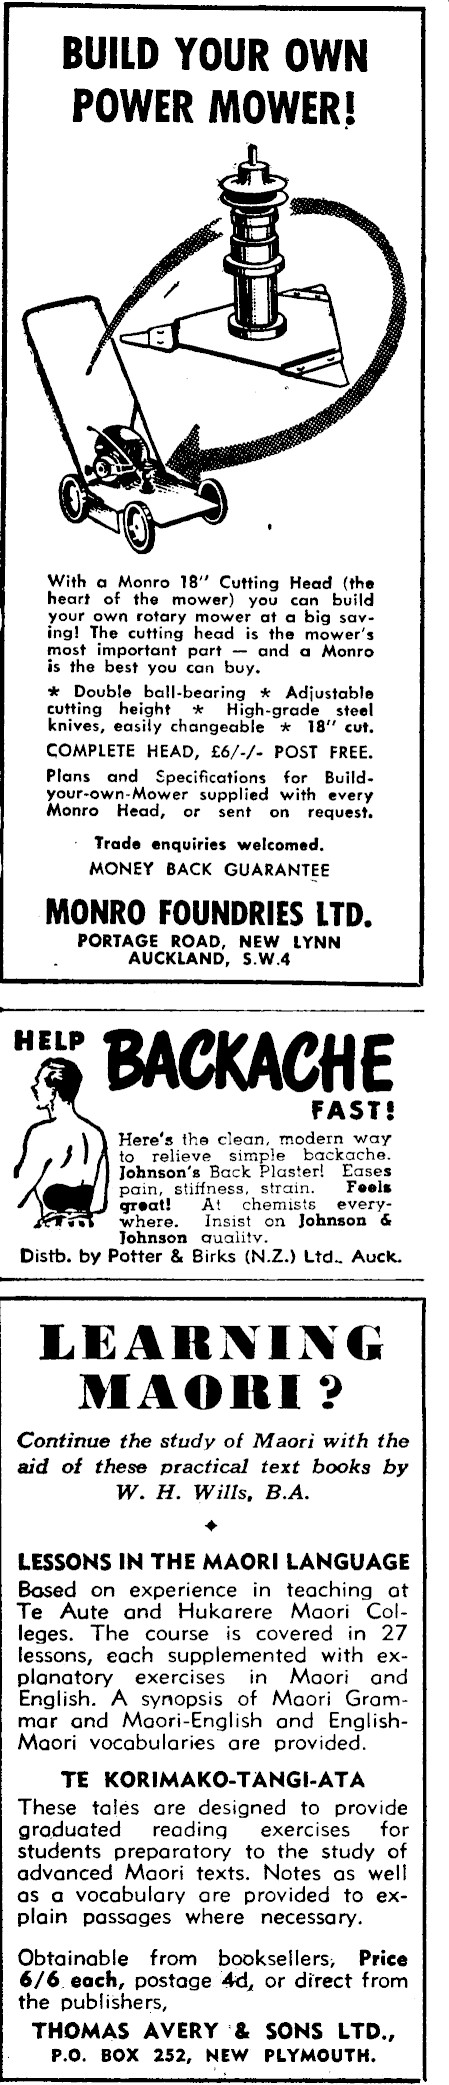 BUILD YOUR OWN
POWER MOWER!
With a Monro 18″ Cutting Head (the
heart of the mower) you can build
your own rotary mower at a big sav-
ing! The cutting head is the mower's
most important part — and a Monro
is the best you can buy.
* Double ball-bearing * Adjustable
cutting height * High-grade steel
knives, easily changeable * 18″ cut.
COMPLETE HEAD, £6/-/- POST FREE.
Plans and Specifications for Build-
your-own-Mower supplied with every
Monro Head, or sent on request.
Trade enquiries welcomed.
MONEY BACK GUARANTEE
MONRO FOUNDRIES LTD.
PORTAGE ROAD, NEW LYNN
AUCKLAND, S.W.4
HELP BACKACHE
FAST!
Here's the clean, modern way
to relieve simple backache.
Johnson's Back Plaster! Eases
pain, stiffness, strain. Feels
great! At chemists every-
where. Insist on Johnson &
Johnson quality.
Distb. by Potter & Birks (N.Z.) Ltd., Auck.
LEARNING
MAORI?
Continue the study of Maori with the
aid of these practical text books by
W. H. Wills, B.A.
LESSONS IN THE MAORI LANGUAGE
Based on experience in teaching at
Te Aute and Hukarere Maori Col-
leges. The course is covered in 27
lessons, each supplemented with ex-
planatory exercises in Maori and
English. A synopsis of Maori Gram-
mar and Maori-English and English-
Maori vocabularies are provided.
TE KORIMAKO-TANGI-ATA
These tales are designed to provide
graduated reading exercises for
students preparatory to the study of
advanced Maori texts. Notes as well
as a vocabulary are provided to ex-
plain passages where necessary.
Obtainable from booksellers, Price
6/6 each, postage 4d, or direct from
the publishers,
THOMAS AVERY & SONS LTD.,
P.O. BOX 252, NEW PLYMOUTH.